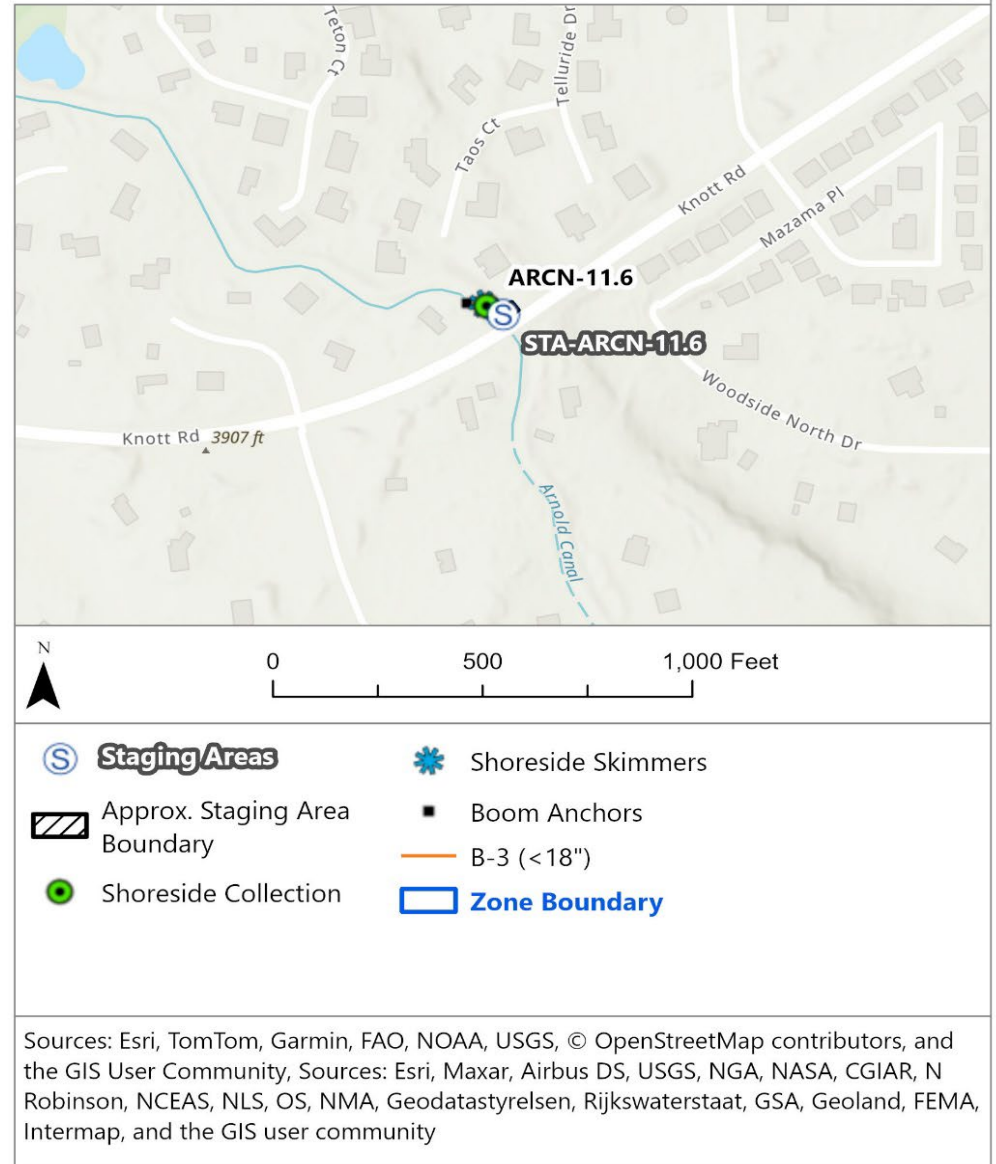 Teton Ct
Telluride Dr
Taos Ct
Knott Rd
Mazama Pl
ARCN-11.6
S
STA-ARCN-11.6
Woodside North Dr
Knott Rd 3907 ft
Arnold Canal
N
0 500 1,000 Feet
S Staging Areas
Approx. Staging Area
Boundary
Shoreside Collection
Shoreside Skimmers
Boom Anchors
B-3 (<18")
Zone Boundary
Sources: Esri, TomTom, Garmin, FAO, NOAA, USGS, © OpenStreetMap contributors, and
the GIS User Community, Sources: Esri, Maxar, Airbus DS, USGS, NGA, NASA, CGIAR, N
Robinson, NCEAS, NLS, OS, NMA, Geodatastyrelsen, Rijkswaterstaat, GSA, Geoland, FEMA,
Intermap, and the GIS user community